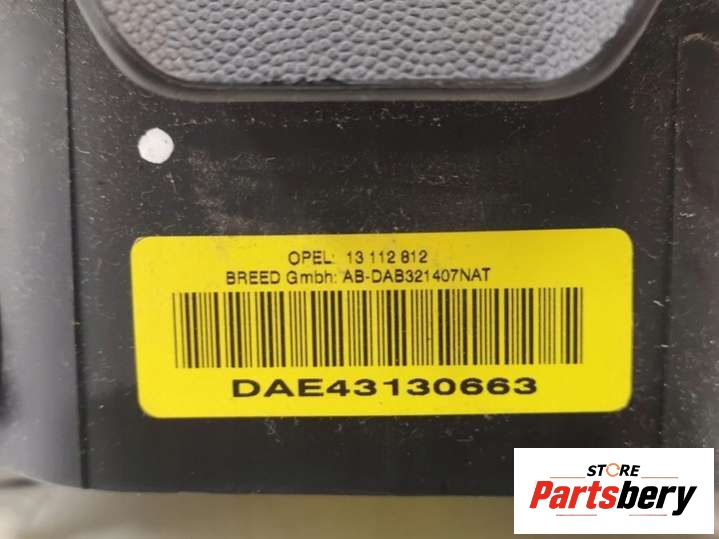 OPEL: 13 112 812
BREED Gmbh: AB-DAB321407NAT
DAE43130663
STORE
Partsbery